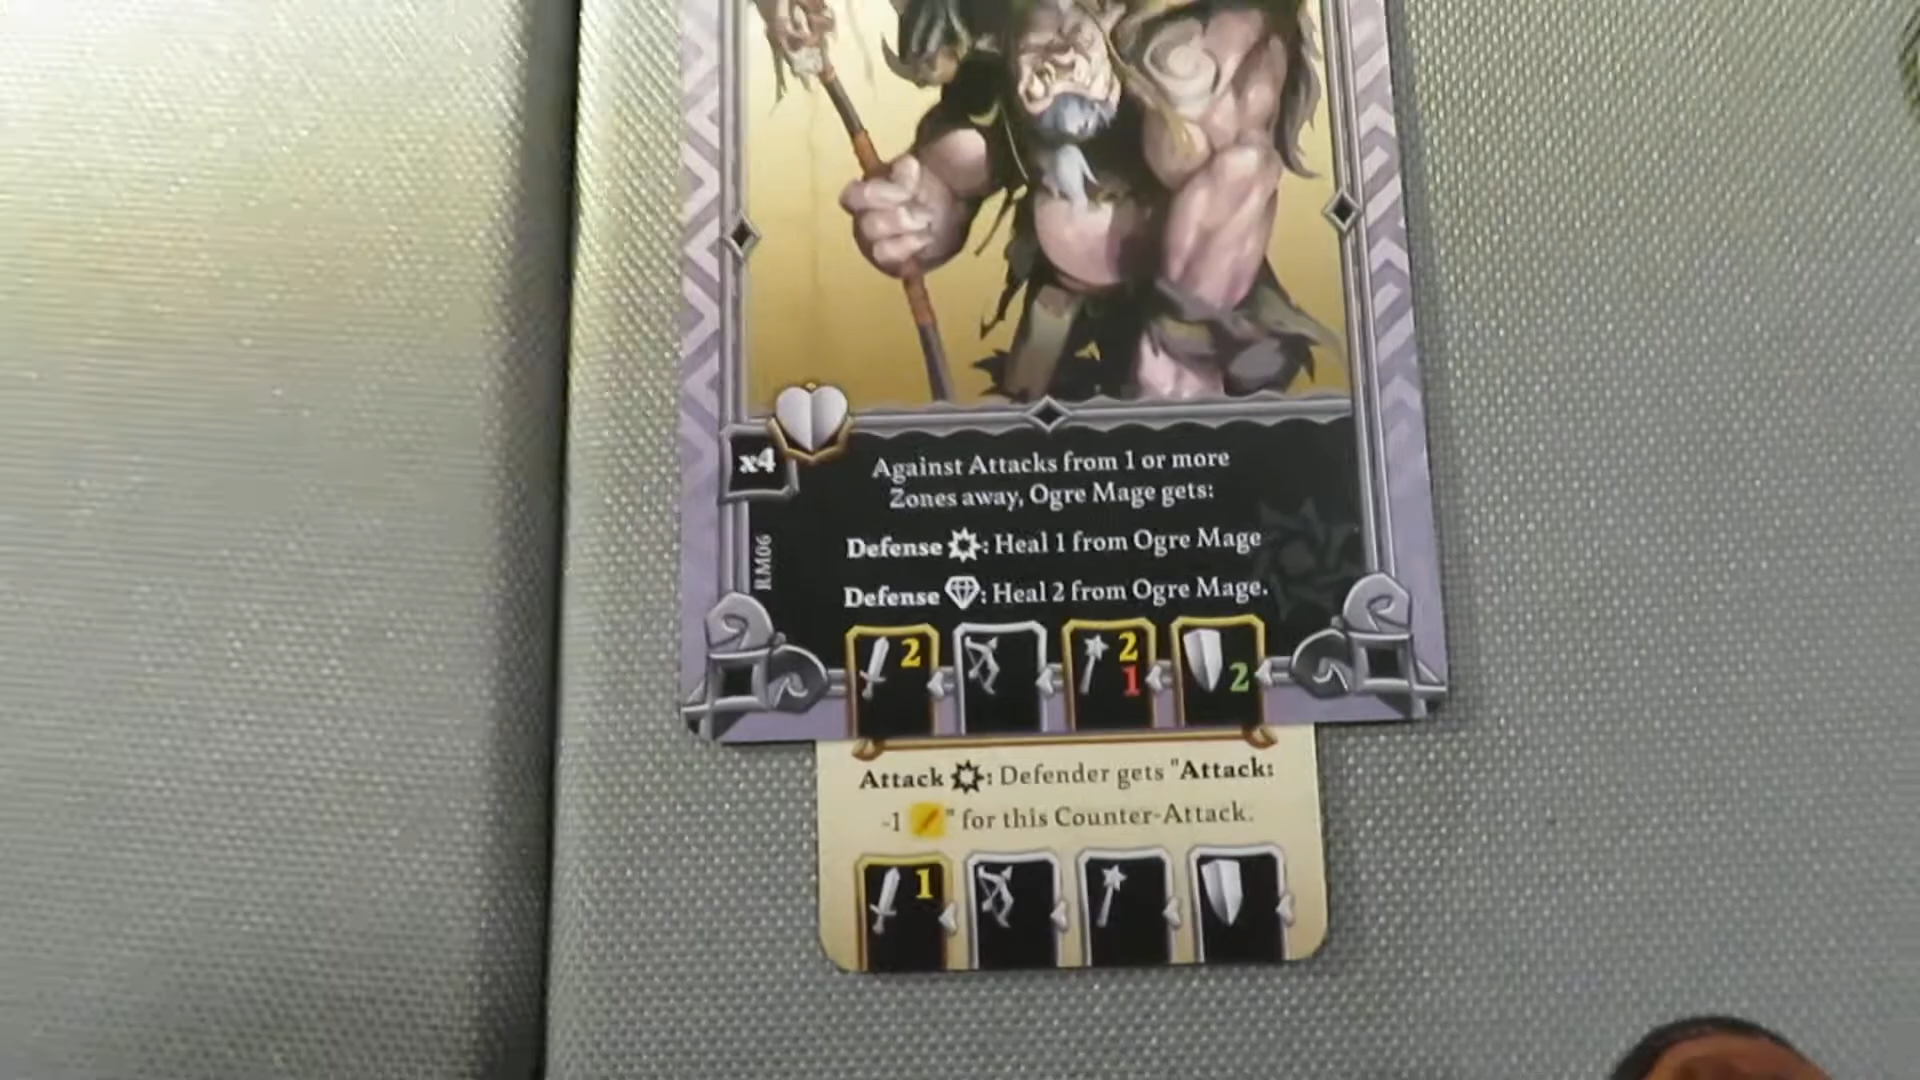 x4
Against Attacks from 1 or more
Zones away, Ogre Mage gets:
Defense : Heal 1 from Ogre Mage
Defense : Heal 2 from Ogre Mage.
RM06
2
2
1
2
Attack : Defender gets "Attack:
-1 " for this Counter-Attack.
1